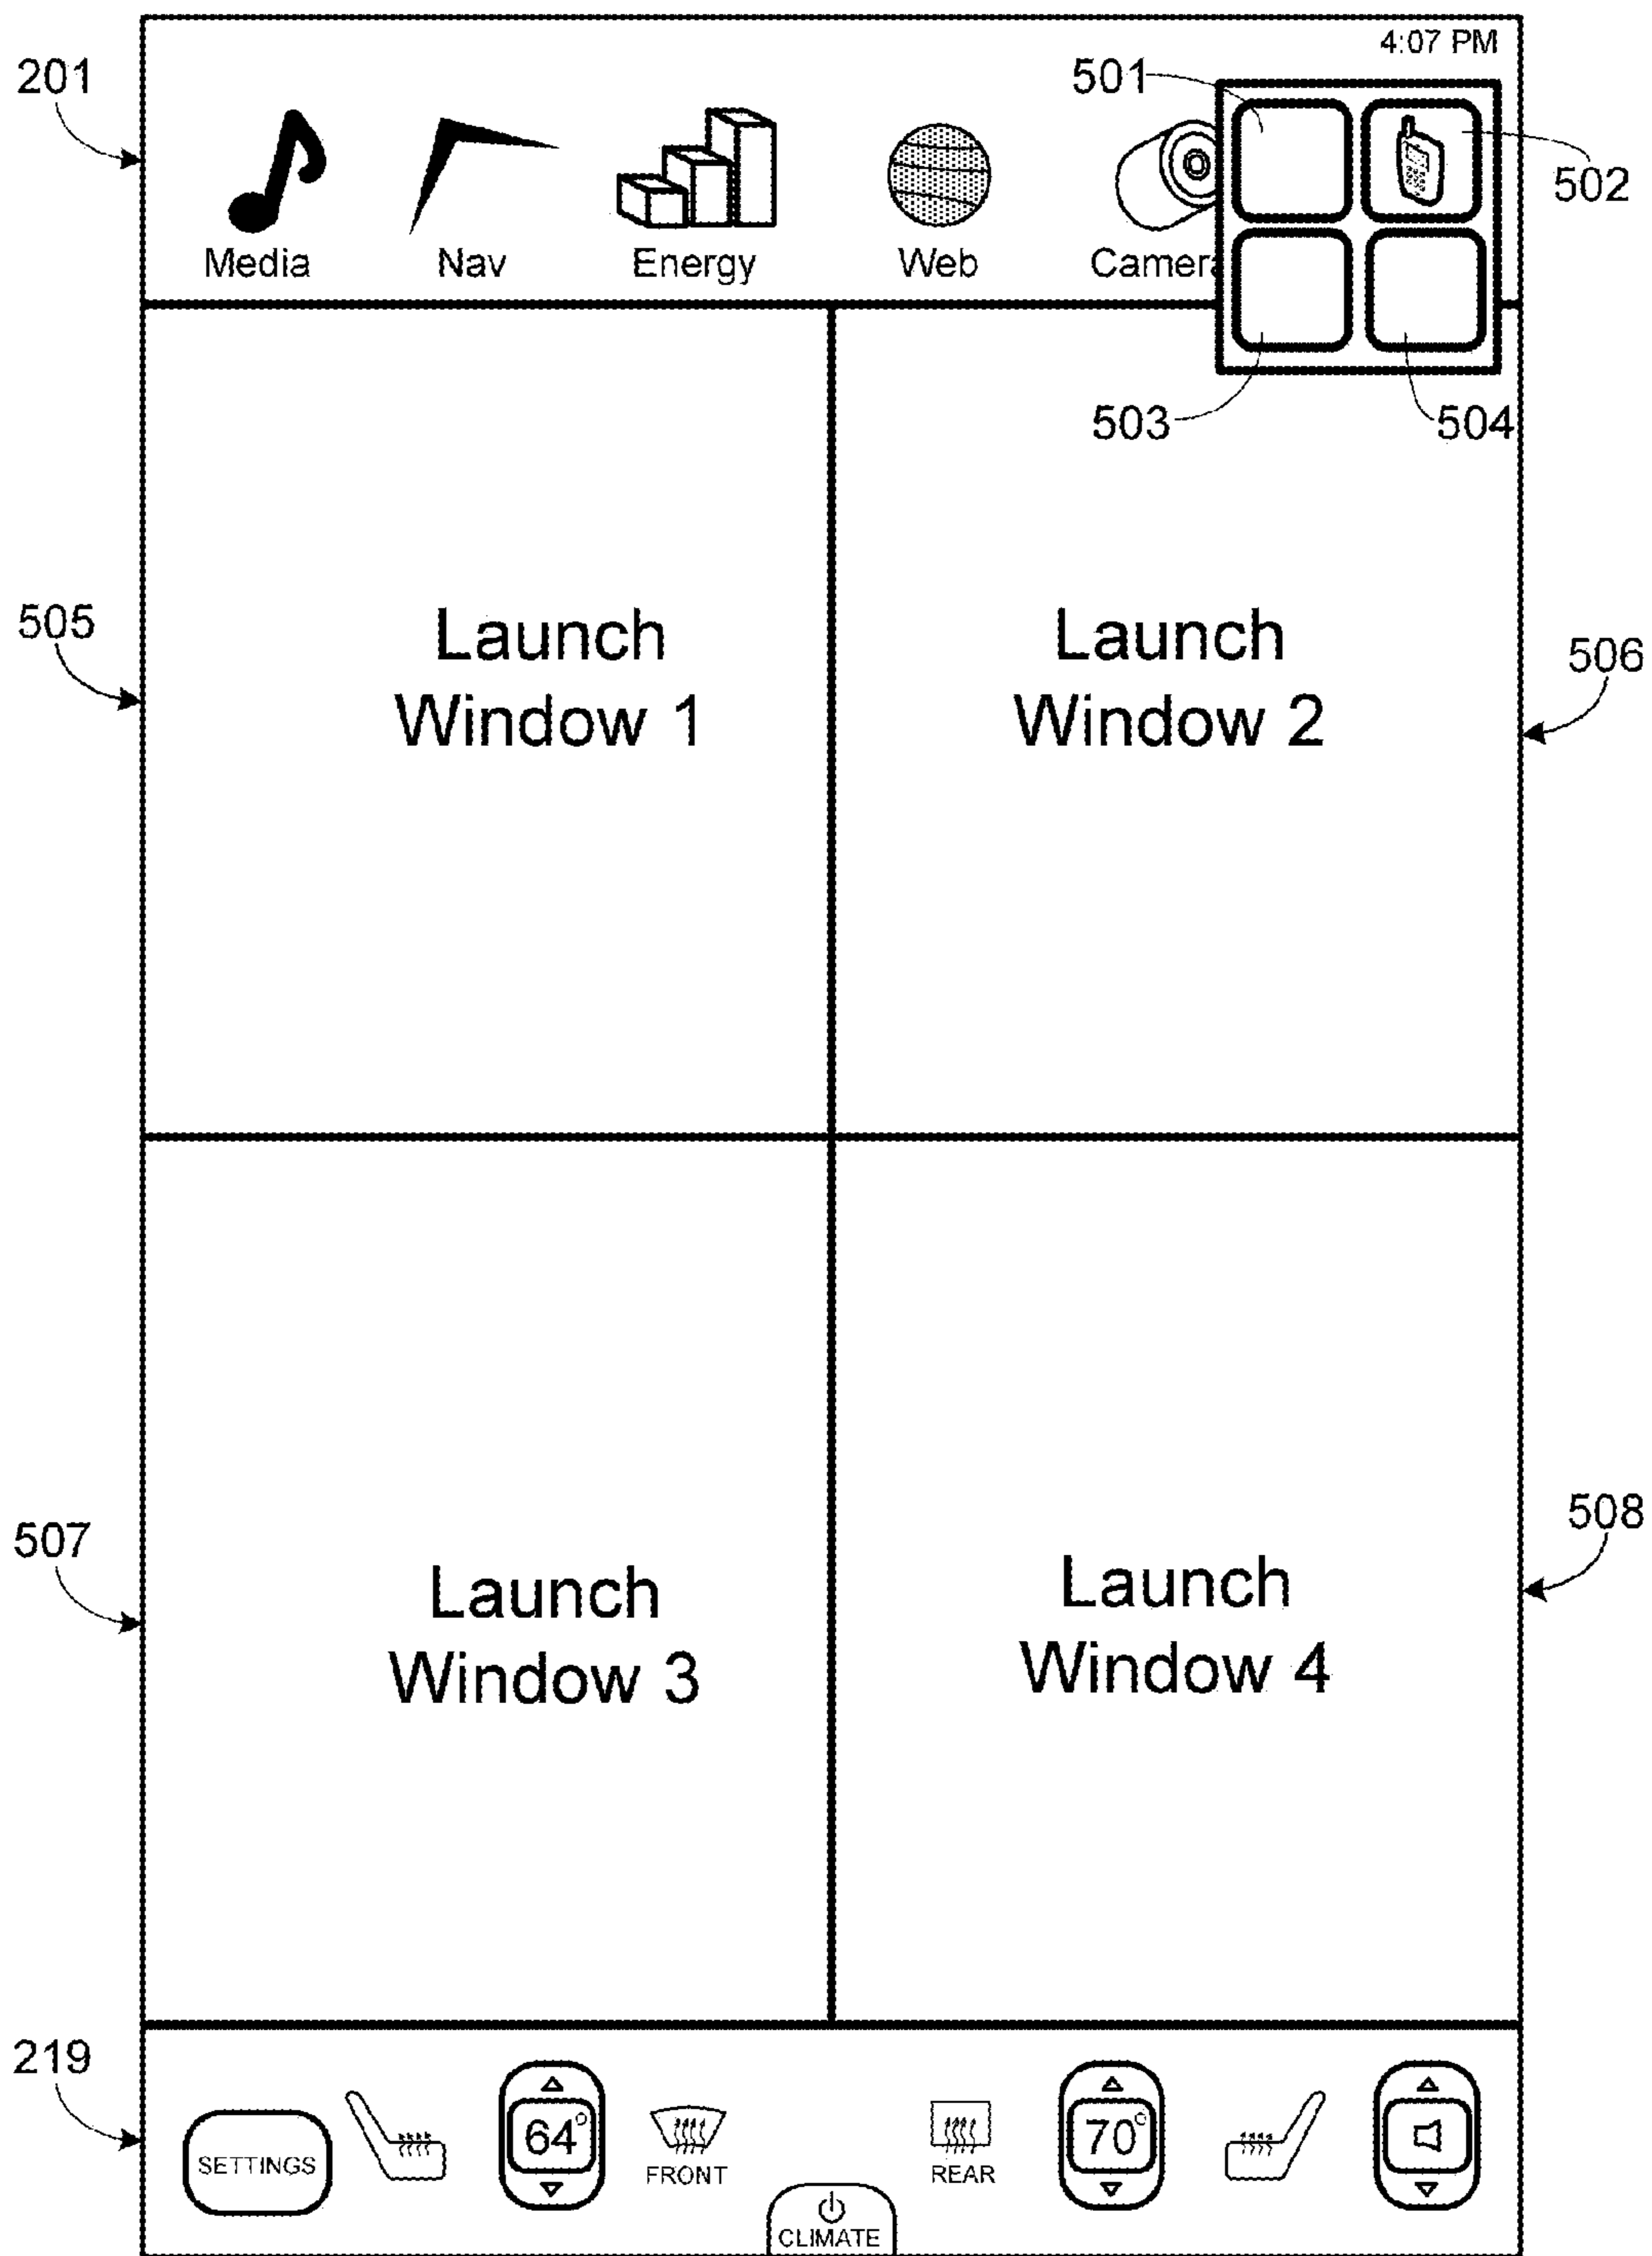 4:07 PM
201
501
502
Media
Nav
Energy
Web
Camera
503
504
505
Launch
Window 1
Launch
Window 2
506
507
Launch
Window 3
Launch
Window 4
508
219
SETTINGS
64°
FRONT
REAR
70°
CLIMATE